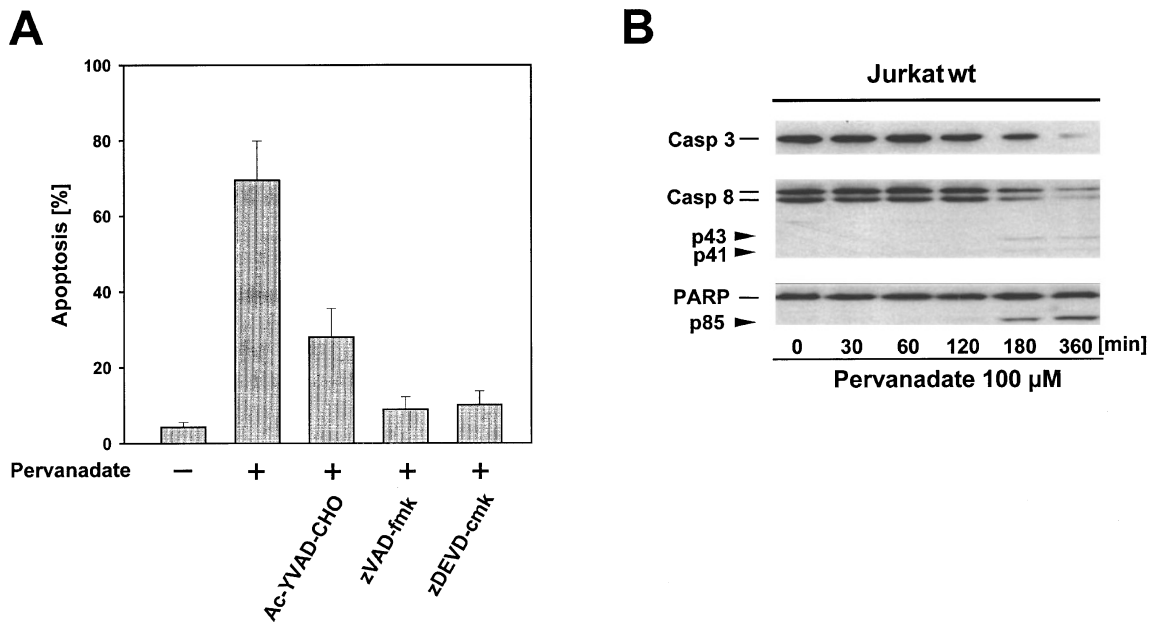 A
100
80
60
40
20
0
Apoptosis [%]
Pervanadate − + + + +
Ac-YVAD-CHO
zVAD-fmk
zDEVD-cmk
B
Jurkat wt
Casp 3
Casp 8
p43
p41
PARP
p85
0 30 60 120 180 360 [min]
Pervanadate 100 µM